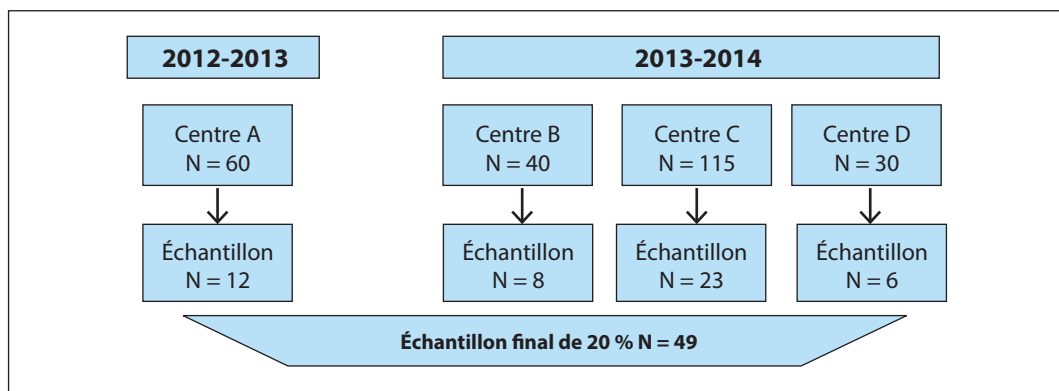 2012-2013
2013-2014
Centre A
N = 60
Centre B
N = 40
Centre C
N = 115
Centre D
N = 30
Échantillon
N = 12
Échantillon
N = 8
Échantillon
N = 23
Échantillon
N = 6
Échantillon final de 20 % N = 49